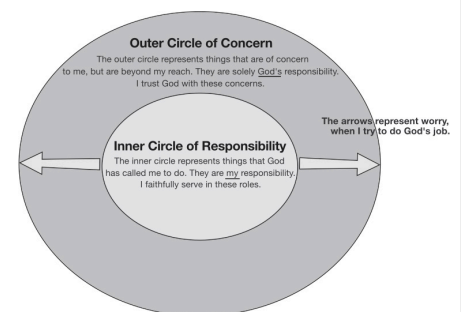 Outer Circle of Concern
The outer circle represents things that are of concern
to me, but are beyond my reach. They are solely God's responsibility.
I trust God with these concerns.
The arrows represent worry,
when I try to do God's job.
Inner Circle of Responsibility
The inner circle represents things that God
has called me to do. They are my responsibility.
I faithfully serve in these roles.